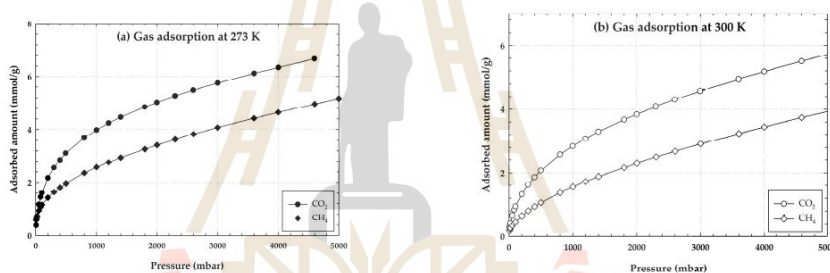 (a) Gas adsorption at 273 K
Adsorbed amount (mmol/g)
8
6
4
2
0
0 1000 2000 3000 4000 5000
Pressure (mbar)
CO₂
CH₄
(b) Gas adsorption at 300 K
Adsorbed amount (mmol/g)
6
4
2
0
0 1000 2000 3000 4000 5000
Pressure (mbar)
CO₂
CH₄